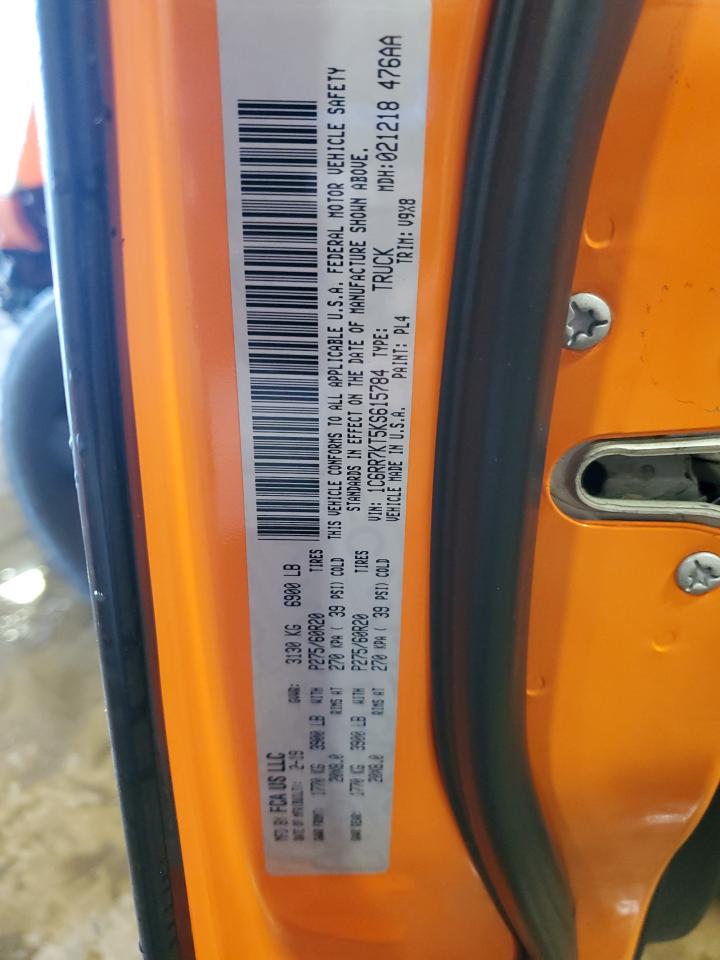 MFD BY: FCA US LLC
DATE OF MFR: 2-19 GVWR: 3130 KG 6900 LB
GAWR FRONT: 1770 KG 3900 LB WITH P275/60R20 TIRES
20X8.0 RIMS AT 270 KPA ( 39 PSI) COLD
GAWR REAR: 1770 KG 3900 LB WITH P275/60R20 TIRES
20X8.0 RIMS AT 270 KPA ( 39 PSI) COLD
THIS VEHICLE CONFORMS TO ALL APPLICABLE U.S.A. FEDERAL MOTOR VEHICLE SAFETY
STANDARDS IN EFFECT ON THE DATE OF MANUFACTURE SHOWN ABOVE.
VIN: 1C6RR7KT5KS615784 TYPE: TRUCK MDH:021218 476AA
VEHICLE MADE IN U.S.A. PAINT: PL4 TRIM: V9X8